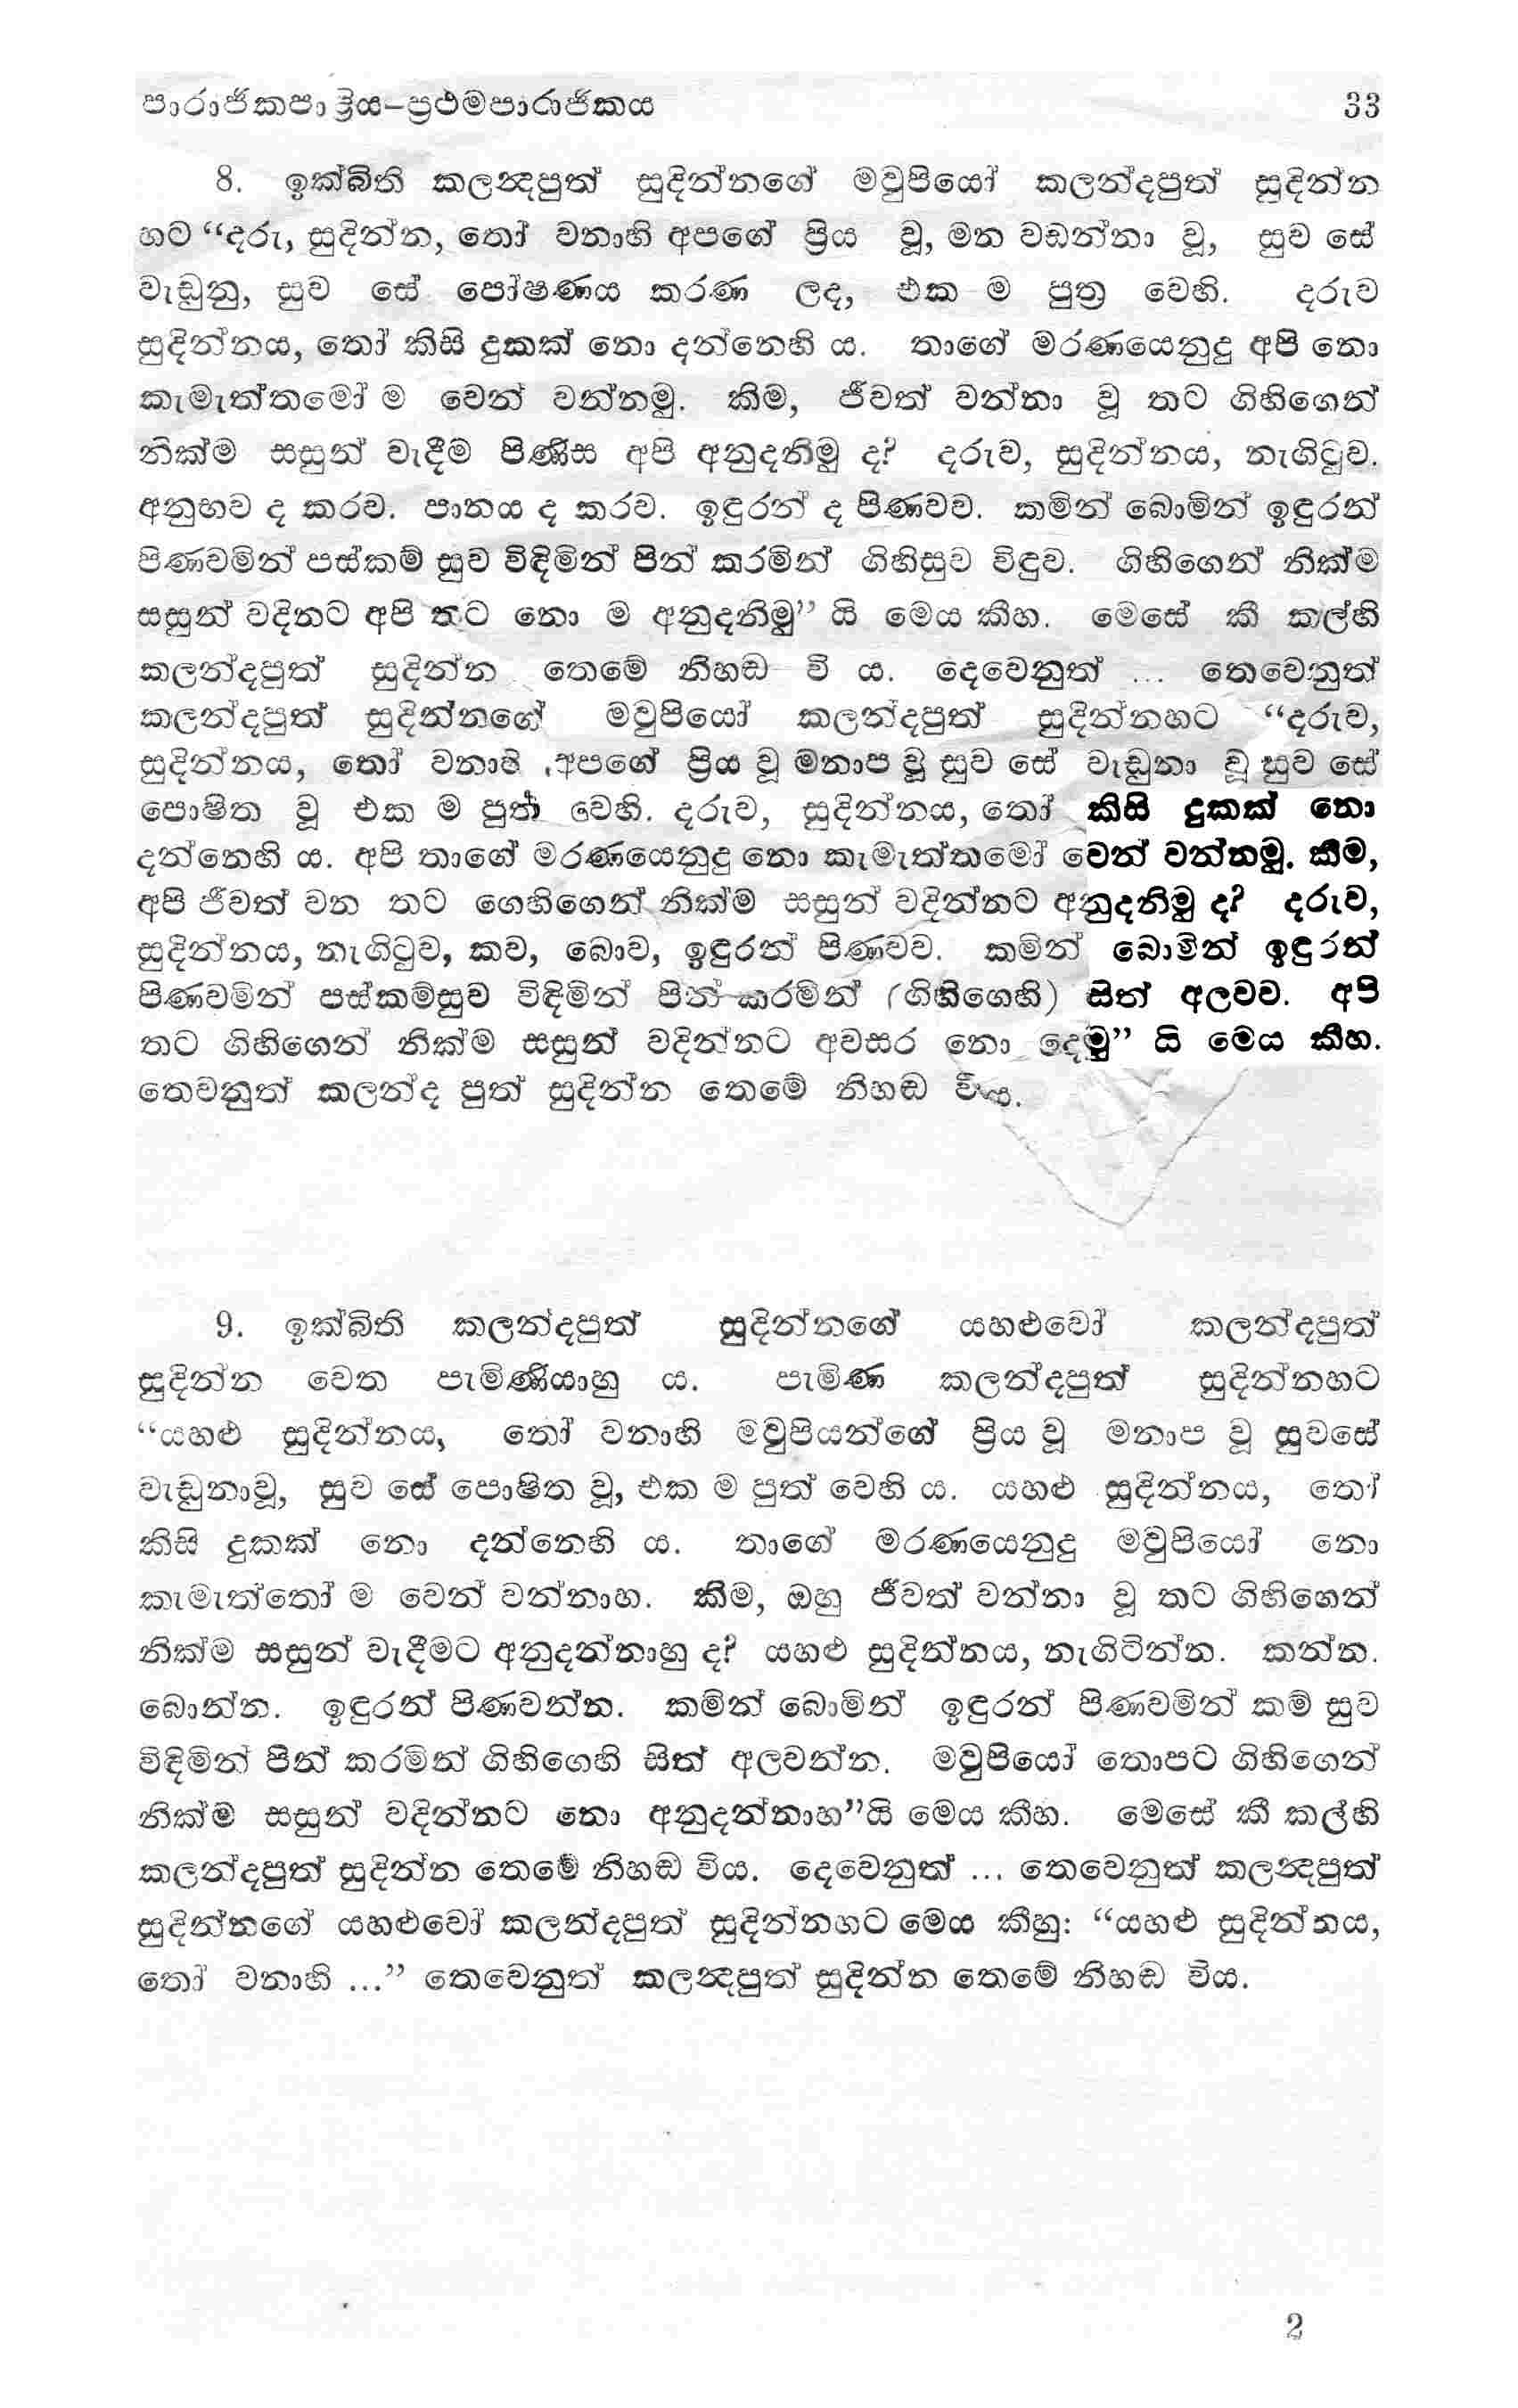 පාරාජිකපාළිය–ප්‍රථමපාරාජිකය 33
8. ඉක්බිති කලන්‍දපුත් සුදින්නගේ මවුපියෝ කලන්දපුත් සුදින්න
හට “දරු, සුදින්න, තෝ වනාහි අපගේ ප්‍රිය වූ, මන වඩන්නා වූ, සුව සේ
වැඩුනු, සුව සේ පෝෂණය කරණ ලද, එක ම පුත්‍ර වෙහි. දරුව
සුදින්නය, තෝ කිසි දුකක් නො දන්නෙහි ය. තාගේ මරණයෙනුදු අපි නො
කැමැත්තමෝ ම වෙන් වන්නමු. කිම, ජීවත් වන්නා වූ තට ගිහිගෙන්
නික්ම සසුන් වැදීම පිණිස අපි අනුදනිමු ද? දරුව, සුදින්නය, නැගිටුව.
අනුභව ද කරව. පානය ද කරව. ඉඳුරන් ද පිණවව. කමින් බොමින් ඉඳුරන්
පිණවමින් පස්කම් සුව විඳිමින් පින් කරමින් ගිහිසුව විඳුව. ගිහිගෙන් නික්ම
සසුන් වදිනට අපි තට නො ම අනුදනිමු” යි මෙය කීහ. මෙසේ කී කල්හි
කලන්දපුත් සුදින්න තෙමේ නිහඬ වි ය. දෙවෙනුත් ... තෙවෙනුත්
කලන්දපුත් සුදින්නගේ මවුපියෝ කලන්දපුත් සුදින්නහට “දරුව,
සුදින්නය, තෝ වනාහි අපගේ ප්‍රිය වූ මනාප වූ සුව සේ වැඩුනා වූ සුව සේ
පොෂිත වූ එක ම පුත් වෙහි. දරුව, සුදින්නය, තෝ කිසි දුකක් නො
දන්නෙහි ය. අපි තාගේ මරණයෙනුදු නො කැමැත්තමෝ වෙන් වන්නමු. කිම,
අපි ජීවත් වන තට ගෙහිගෙන් නික්ම සසුන් වදින්නට අනුදනිමු ද? දරුව,
සුදින්නය, නැගිටුව, කව, බොව, ඉඳුරන් පිණවව. කමින් බොමින් ඉඳුරන්
පිණවමින් පස්කම්සුව විඳිමින් පින් කරමින් (ගිහිගෙහි) සිත් අලවව. අපි
තට ගිහිගෙන් නික්ම සසුන් වදින්නට අවසර නො දෙමු” යි මෙය කීහ.
තෙවනුත් කලන්ද පුත් සුදින්න තෙමේ නිහඬ විය.
9. ඉක්බිති කලන්දපුත් සුදින්නගේ යහළුවෝ කලන්දපුත්
සුදින්න වෙත පැමිණියාහු ය. පැමිණ කලන්දපුත් සුදින්නහට
“යහළු සුදින්නය, තෝ වනාහි මවුපියන්ගේ ප්‍රිය වූ මනාප වූ සුවසේ
වැඩුනාවූ, සුව සේ පොෂිත වූ, එක ම පුත් වෙහි ය. යහළු සුදින්නය, තෝ
කිසි දුකක් නො දන්නෙහි ය. තාගේ මරණයෙනුදු මවුපියෝ නො
කැමැත්තෝ ම වෙන් වන්නාහ. කිම, ඔහු ජීවත් වන්නා වූ තට ගිහිගෙන්
නික්ම සසුන් වැදීමට අනුදන්නාහු ද? යහළු සුදින්නය, නැගිටින්න. කන්න.
බොන්න. ඉඳුරන් පිණවන්න. කමින් බොමින් ඉඳුරන් පිණවමින් කම් සුව
විඳිමින් පින් කරමින් ගිහිගෙහි සිත් අලවන්න. මවුපියෝ තොපට ගිහිගෙන්
නික්ම සසුන් වදින්නට නො අනුදන්නාහ”යි මෙය කීහ. මෙසේ කී කල්හි
කලන්දපුත් සුදින්න තෙමේ නිහඬ විය. දෙවෙනුත් ... තෙවෙනුත් කලන්‍දපුත්
සුදින්නගේ යහළුවෝ කලන්දපුත් සුදින්නහට මෙය කීහු: “යහළු සුදින්නය,
තෝ වනාහි ...” තෙවෙනුත් කලන්‍දපුත් සුදින්න තෙමේ නිහඬ විය.
2